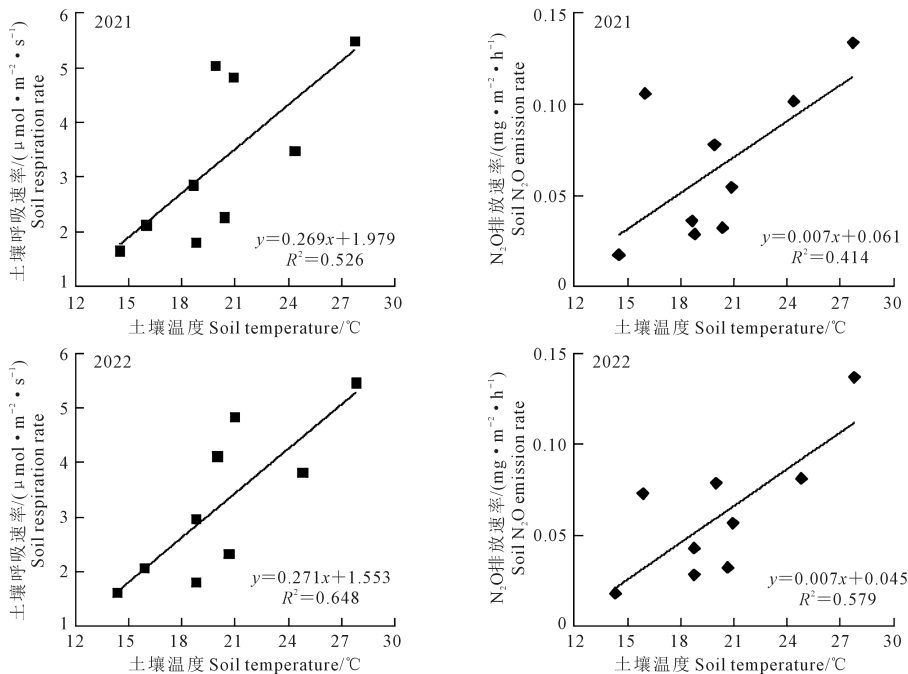 2021
土壤呼吸速率/(μmol·m⁻²·s⁻¹)
Soil respiration rate
6
5
4
3
2
1
y=0.269x+1.979
R²=0.526
12 15 18 21 24 27 30
土壤温度 Soil temperature/℃
2021
N₂O排放速率/(mg·m⁻²·h⁻¹)
Soil N₂O emission rate
0.15
0.10
0.05
0
y=0.007x+0.061
R²=0.414
12 15 18 21 24 27 30
土壤温度 Soil temperature/℃
2022
土壤呼吸速率/(μmol·m⁻²·s⁻¹)
Soil respiration rate
6
5
4
3
2
1
y=0.271x+1.553
R²=0.648
12 15 18 21 24 27 30
土壤温度 Soil temperature/℃
2022
N₂O排放速率/(mg·m⁻²·h⁻¹)
Soil N₂O emission rate
0.15
0.10
0.05
0
y=0.007x+0.045
R²=0.579
12 15 18 21 24 27 30
土壤温度 Soil temperature/℃